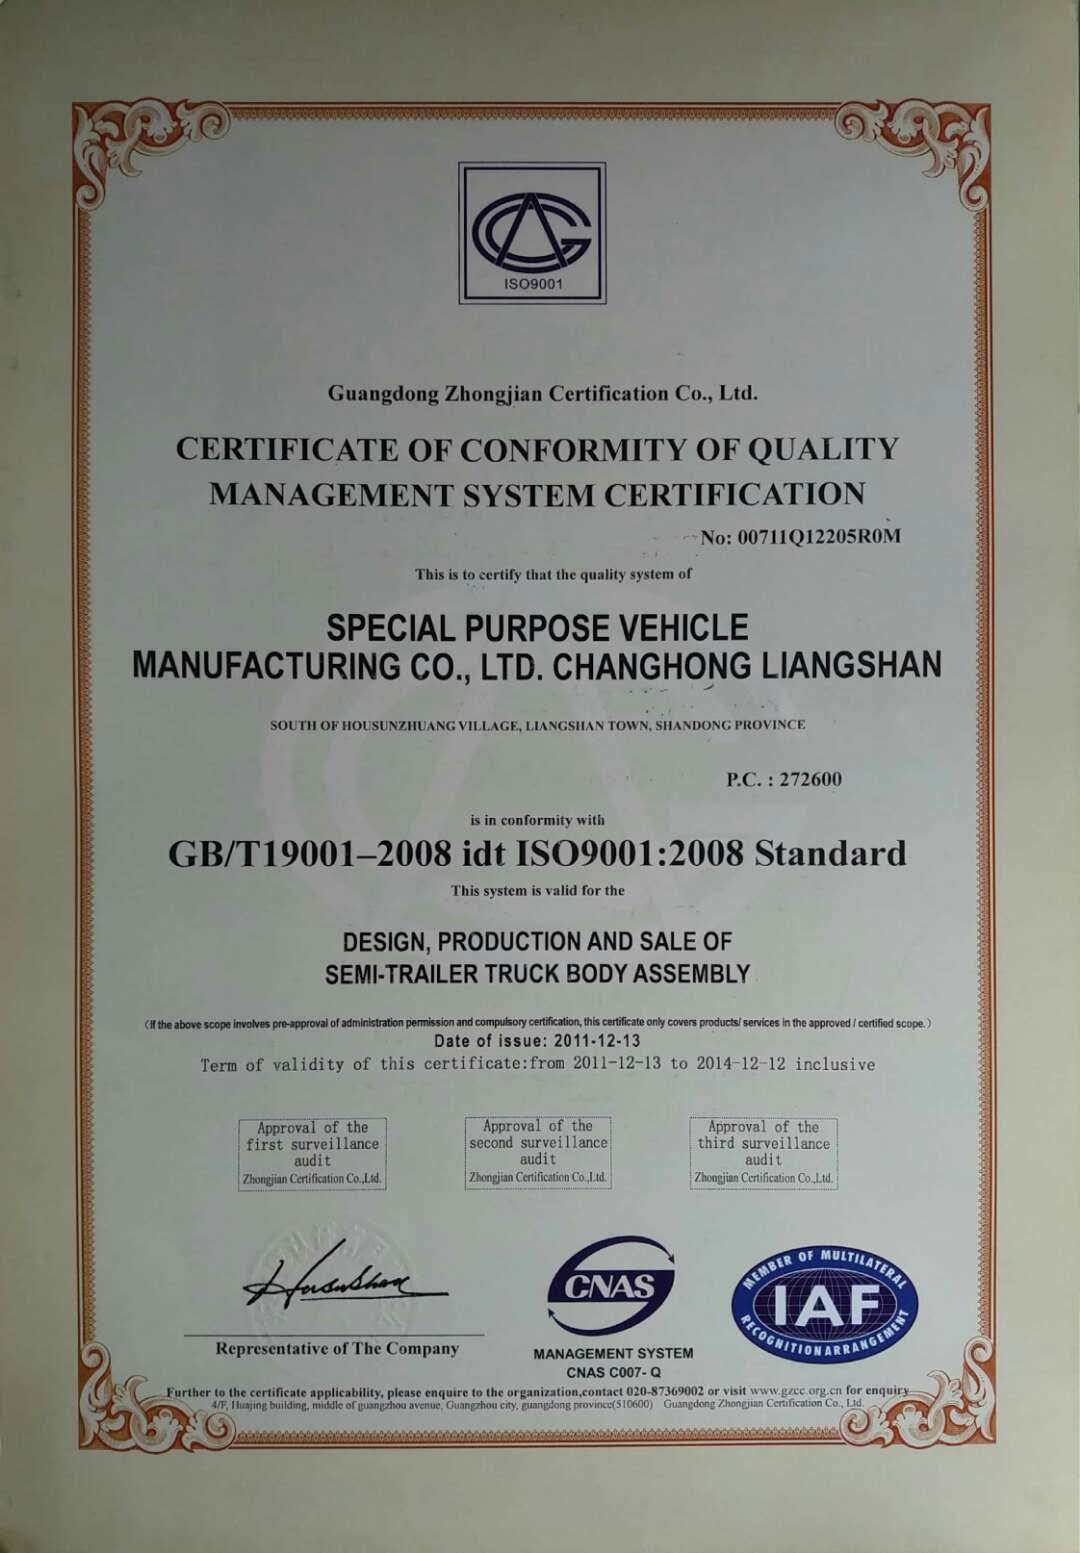 ISO9001
Guangdong Zhongjian Certification Co., Ltd.
CERTIFICATE OF CONFORMITY OF QUALITY
MANAGEMENT SYSTEM CERTIFICATION
No: 00711Q12205R0M
This is to certify that the quality system of
SPECIAL PURPOSE VEHICLE
MANUFACTURING CO., LTD. CHANGHONG LIANGSHAN
SOUTH OF HOUSUNZHUANG VILLAGE, LIANGSHAN TOWN, SHANDONG PROVINCE
P.C. : 272600
is in conformity with
GB/T19001–2008 idt ISO9001:2008 Standard
This system is valid for the
DESIGN, PRODUCTION AND SALE OF
SEMI-TRAILER TRUCK BODY ASSEMBLY
(If the above scope involves pre-approval of administration permission and compulsory certification, this certificate only covers products/ services in the approved / certified scope.)
Date of issue: 2011-12-13
Term of validity of this certificate:from 2011-12-13 to 2014-12-12 inclusive
Approval of the
first surveillance
audit
Zhongjian Certification Co.,Ltd.
Approval of the
second surveillance
audit
Zhongjian Certification Co.,Ltd.
Approval of the
third surveillance
audit
Zhongjian Certification Co.,Ltd.
Representative of The Company
CNAS
MANAGEMENT SYSTEM
CNAS C007- Q
MEMBER OF MULTILATERAL
IAF
RECOGNITION ARRANGEMENT
Further to the certificate applicability, please enquire to the organization,contact 020-87369002 or visit www.gzcc.org.cn for enquiry
4/F, Huajing building, middle of guangzhou avenue, Guangzhou city, guangdong province(510600) Guangdong Zhongjian Certification Co., Ltd.